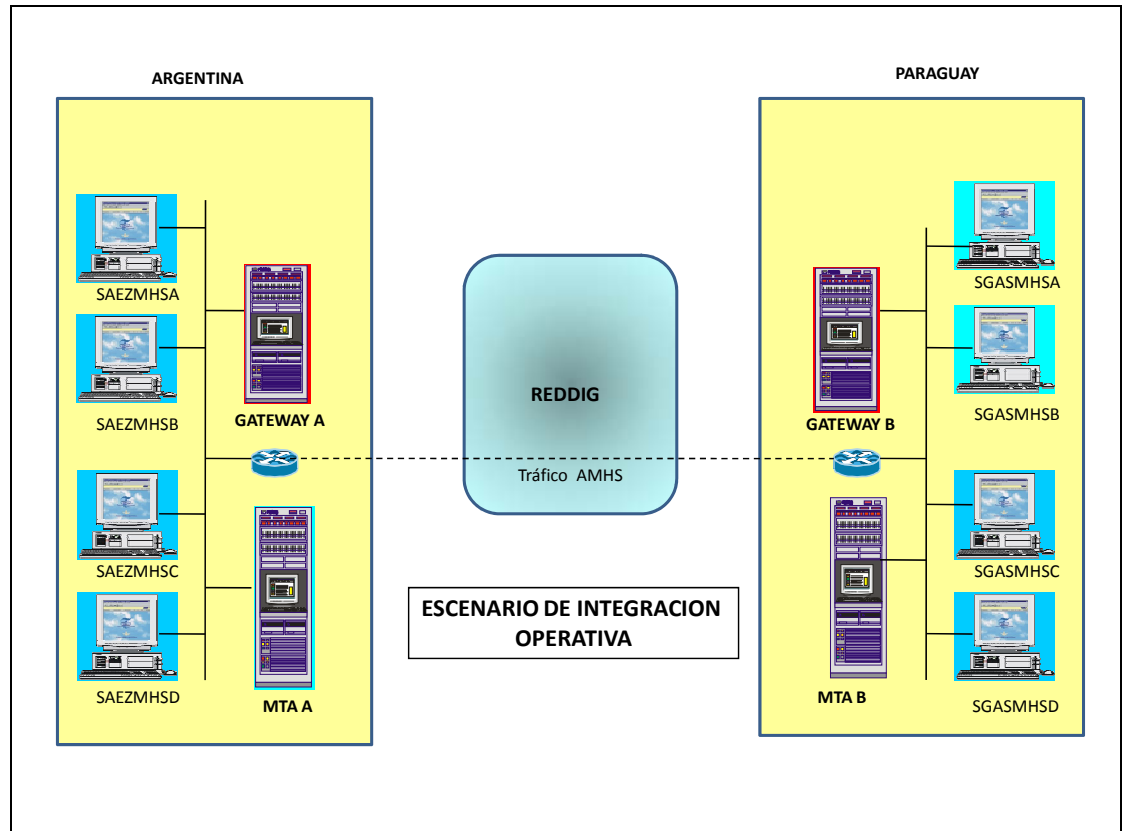 ARGENTINA
PARAGUAY
SAEZMHSA
SAEZMHSB
GATEWAY A
SAEZMHSC
SAEZMHSD
MTA A
REDDIG
Tráfico AMHS
ESCENARIO DE INTEGRACION
OPERATIVA
SGASMHSA
SGASMHSB
GATEWAY B
SGASMHSC
MTA B
SGASMHSD